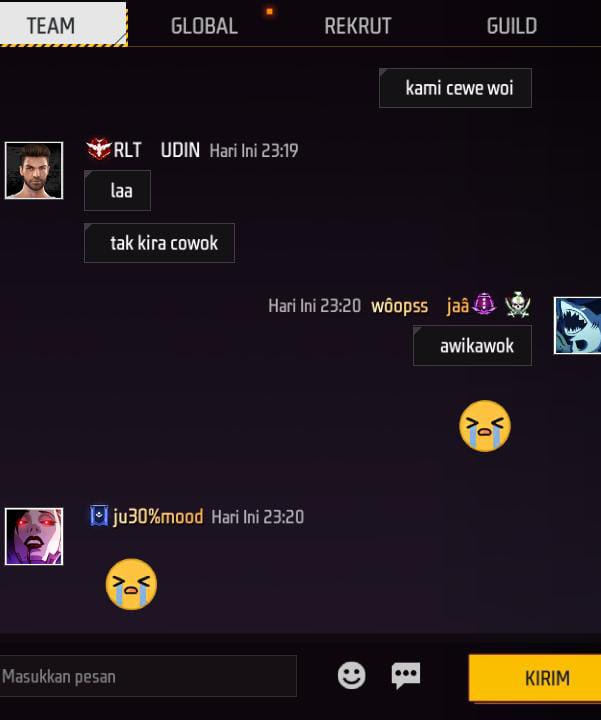 TEAM GLOBAL REKRUT GUILD
kami cewe woi
RLT UDIN Hari Ini 23:19
laa
tak kira cowok
Hari Ini 23:20 wôopss jaâ
awikawok
ju30%mood Hari Ini 23:20
Masukkan pesan
KIRIM